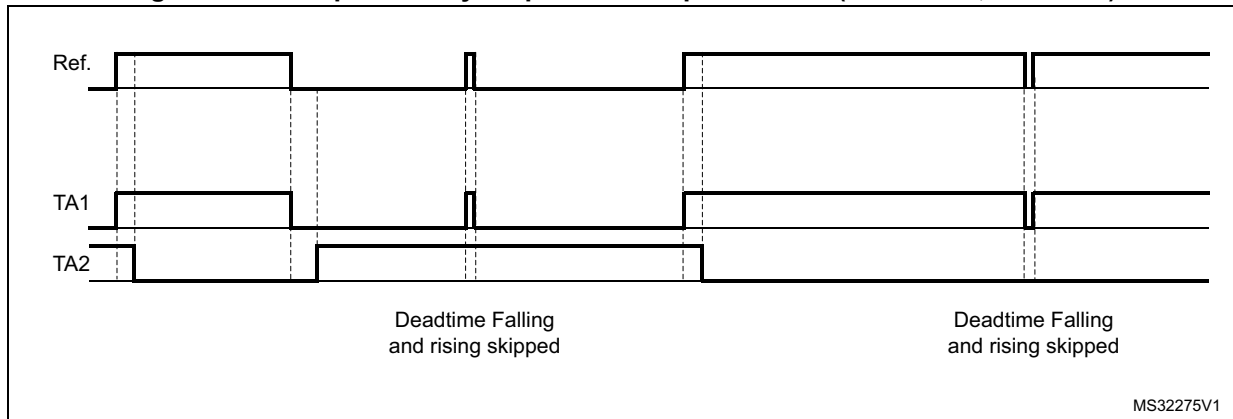 Ref.
TA1
TA2
Deadtime Falling
and rising skipped
Deadtime Falling
and rising skipped
MS32275V1